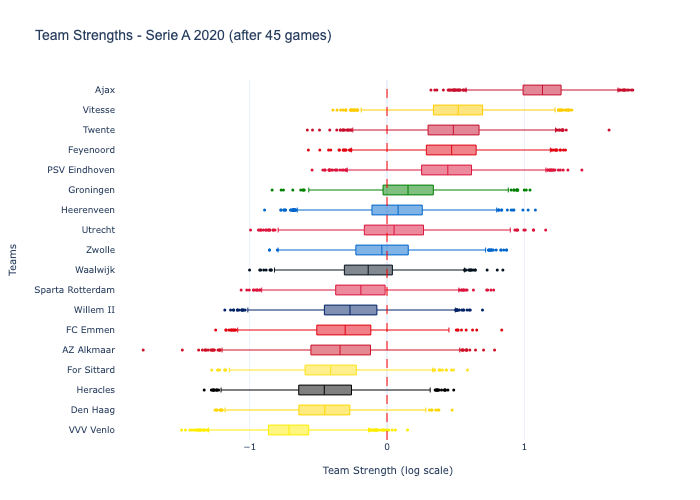 Team Strengths - Serie A 2020 (after 45 games)
Ajax
Vitesse
Twente
Feyenoord
PSV Eindhoven
Groningen
Heerenveen
Utrecht
Zwolle
Waalwijk
Sparta Rotterdam
Willem II
FC Emmen
AZ Alkmaar
For Sittard
Heracles
Den Haag
VVV Venlo
Teams
−1 0 1
Team Strength (log scale)